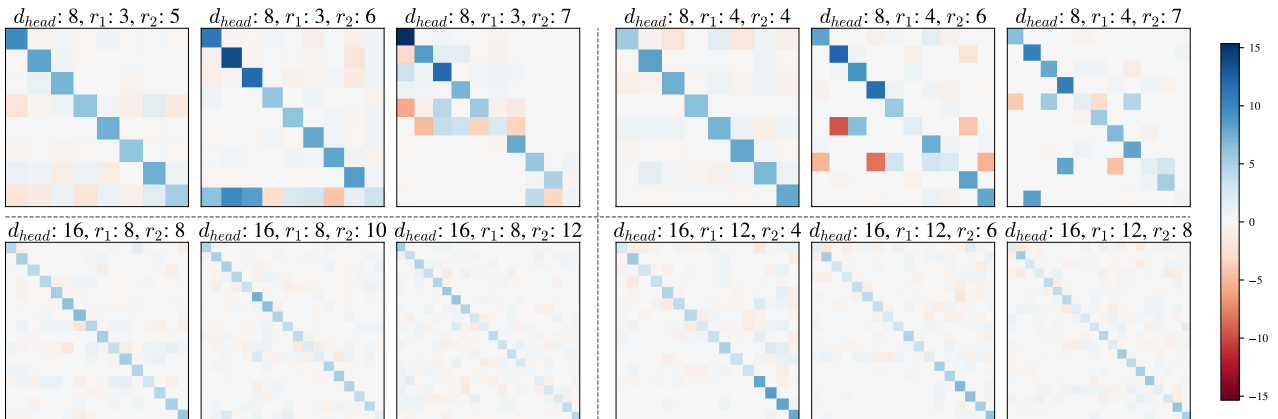 d_head: 8, r_1: 3, r_2: 5
d_head: 8, r_1: 3, r_2: 6
d_head: 8, r_1: 3, r_2: 7
d_head: 8, r_1: 4, r_2: 4
d_head: 8, r_1: 4, r_2: 6
d_head: 8, r_1: 4, r_2: 7
15
10
5
0
−5
−10
−15
d_head: 16, r_1: 8, r_2: 8
d_head: 16, r_1: 8, r_2: 10
d_head: 16, r_1: 8, r_2: 12
d_head: 16, r_1: 12, r_2: 4
d_head: 16, r_1: 12, r_2: 6
d_head: 16, r_1: 12, r_2: 8